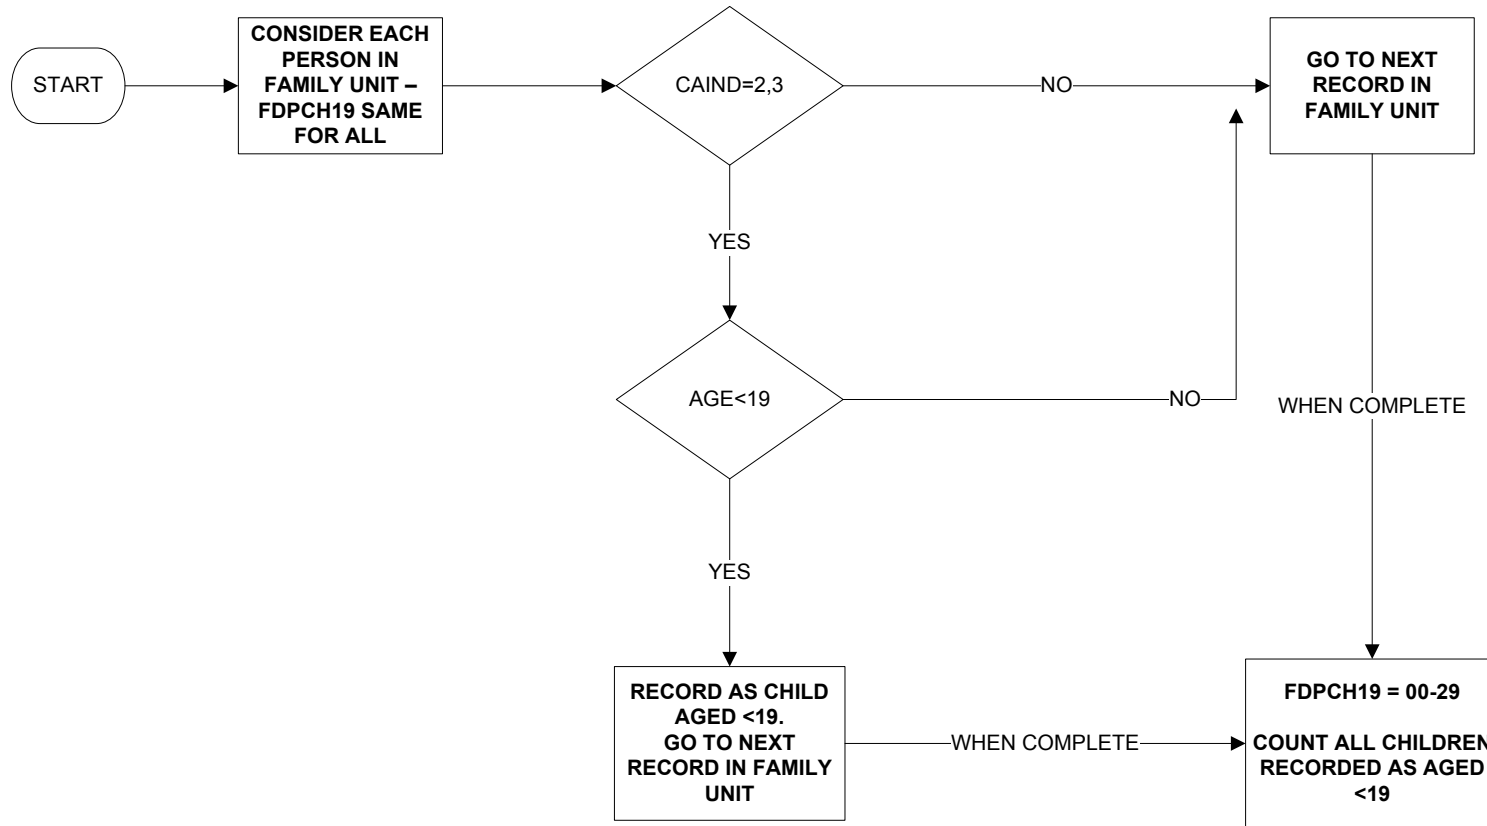 START
CONSIDER EACH
PERSON IN
FAMILY UNIT –
FDPCH19 SAME
FOR ALL
CAIND=2,3
NO
GO TO NEXT
RECORD IN
FAMILY UNIT
YES
AGE<19
NO
WHEN COMPLETE
YES
RECORD AS CHILD
AGED <19.
GO TO NEXT
RECORD IN FAMILY
UNIT
WHEN COMPLETE
FDPCH19 = 00-29
COUNT ALL CHILDREN
RECORDED AS AGED
<19